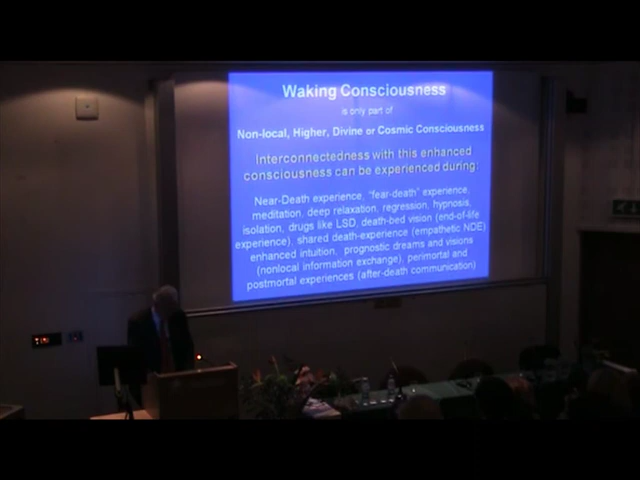 Waking Consciousness
is only part of
Non-local, Higher, Divine or Cosmic Consciousness
Interconnectedness with this enhanced
consciousness can be experienced during:
Near-Death experience, "fear-death" experience,
meditation, deep relaxation, regression, hypnosis,
isolation, drugs like LSD, death-bed vision (end-of-life
experience), shared death-experience (empathetic NDE)
enhanced intuition, prognostic dreams and visions
(nonlocal information exchange), perimortal and
postmortal experiences (after-death communication)